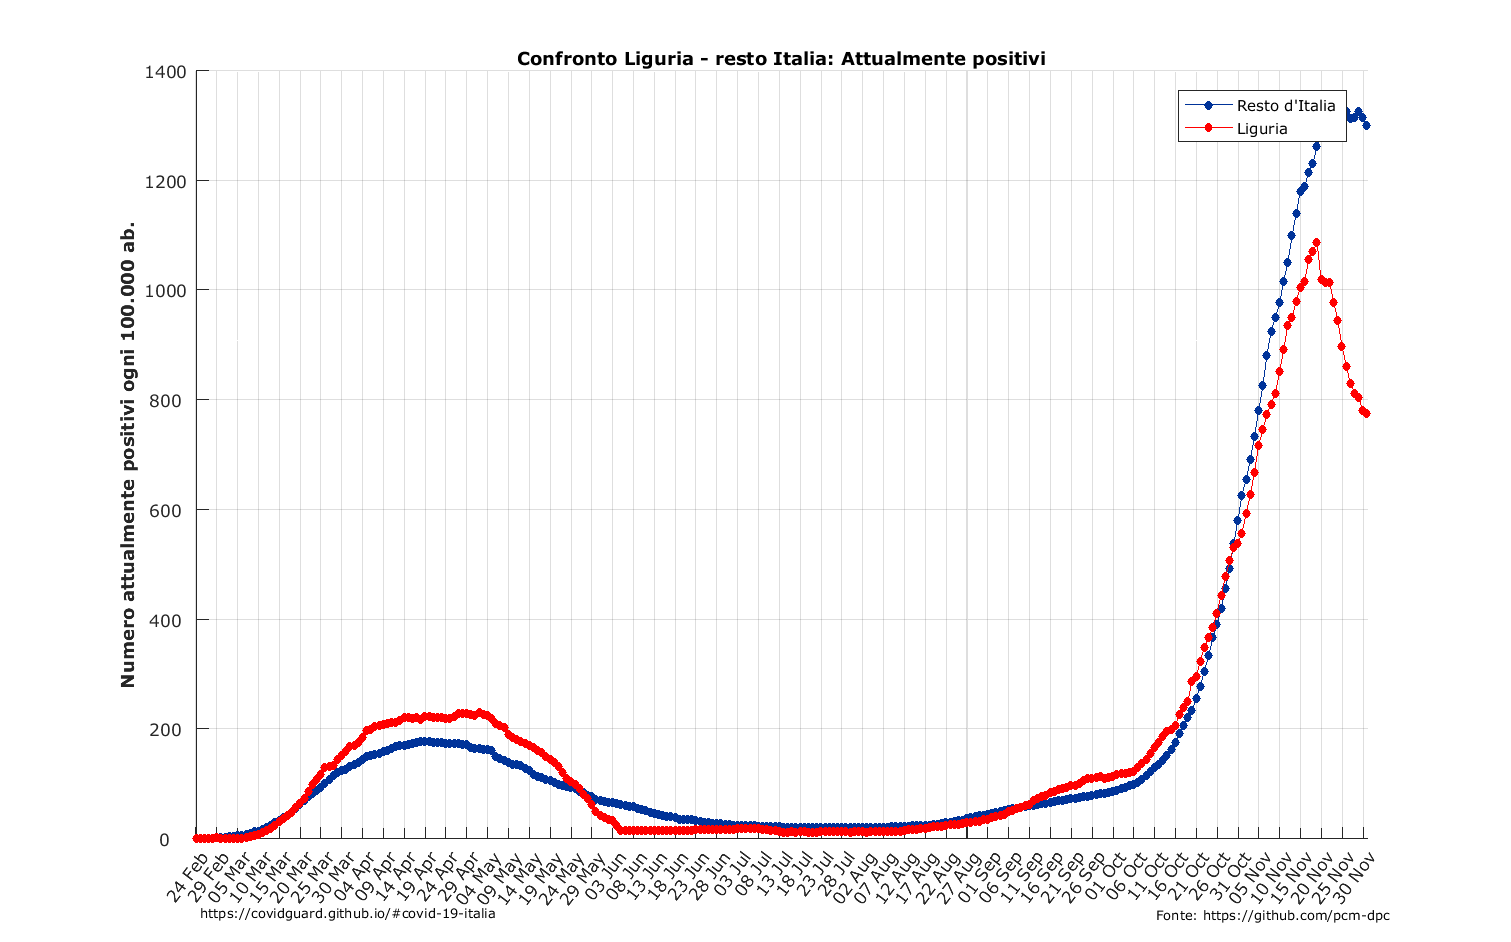 Confronto Liguria - resto Italia: Attualmente positivi
1400
1200
1000
800
600
400
200
0
Numero attualmente positivi ogni 100.000 ab.
Resto d'Italia
Liguria
24 Feb
29 Feb
05 Mar
10 Mar
15 Mar
20 Mar
25 Mar
30 Mar
04 Apr
09 Apr
14 Apr
19 Apr
24 Apr
29 Apr
04 May
09 May
14 May
19 May
24 May
29 May
03 Jun
08 Jun
13 Jun
18 Jun
23 Jun
28 Jun
03 Jul
08 Jul
13 Jul
18 Jul
23 Jul
28 Jul
02 Aug
07 Aug
12 Aug
17 Aug
22 Aug
27 Aug
01 Sep
06 Sep
11 Sep
16 Sep
21 Sep
26 Sep
01 Oct
06 Oct
11 Oct
16 Oct
21 Oct
26 Oct
31 Oct
05 Nov
10 Nov
15 Nov
20 Nov
25 Nov
30 Nov
https://covidguard.github.io/#covid-19-italia
Fonte: https://github.com/pcm-dpc